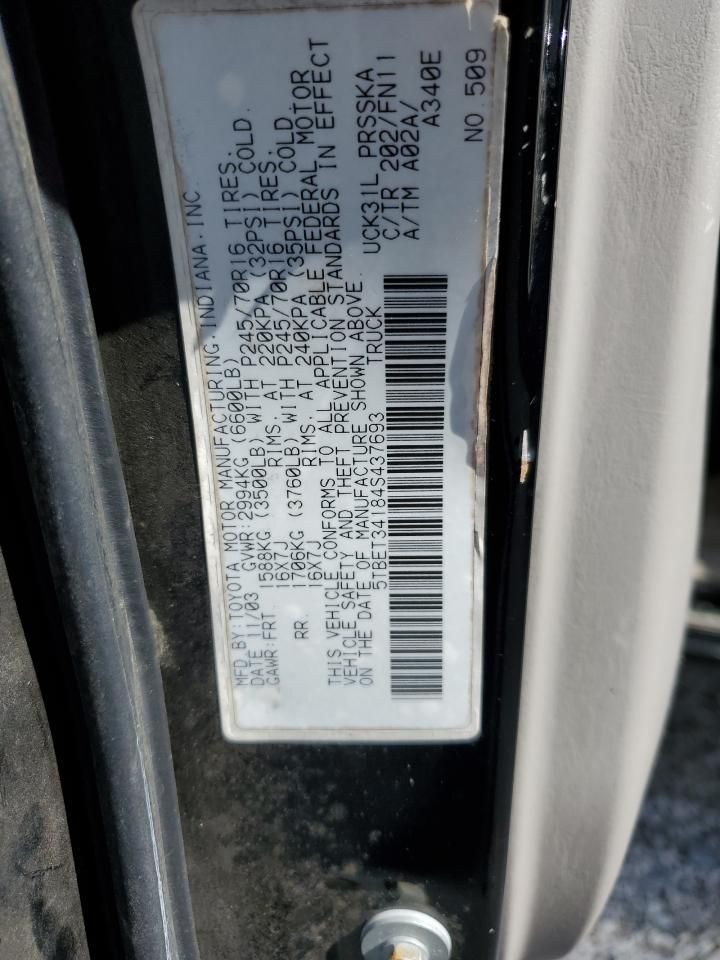 MFD BY:TOYOTA MOTOR MANUFACTURING,INDIANA,INC.
DATE 11/03 GVWR:2994KG (6600LB)
GAWR:FRT. 1588KG (3500LB) WITH P245/70R16 TIRES.
16X7J RIMS. AT 220KPA (32PSI) COLD.
RR. 1706KG (3760LB) WITH P245/70R16 TIRES.
16X7J RIMS. AT 240KPA (35PSI) COLD
THIS VEHICLE CONFORMS TO ALL APPLICABLE FEDERAL MOTOR
VEHICLE SAFETY AND THEFT PREVENTION STANDARDS IN EFFECT
ON THE DATE OF MANUFACTURE SHOWN ABOVE.
5TBET34184S437693 TRUCK
UCK31L PRSSKA
C/TR 202/FN11
A/TM A02A/
A340E
NO 509